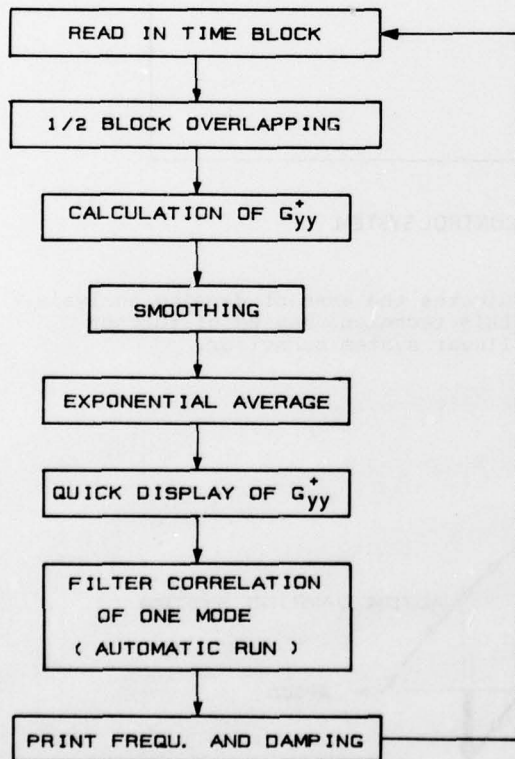 READ IN TIME BLOCK
1/2 BLOCK OVERLAPPING
CALCULATION OF G⁺yy
SMOOTHING
EXPONENTIAL AVERAGE
QUICK DISPLAY OF G⁺yy
FILTER CORRELATION
OF ONE MODE
( AUTOMATIC RUN )
PRINT FREQU. AND DAMPING